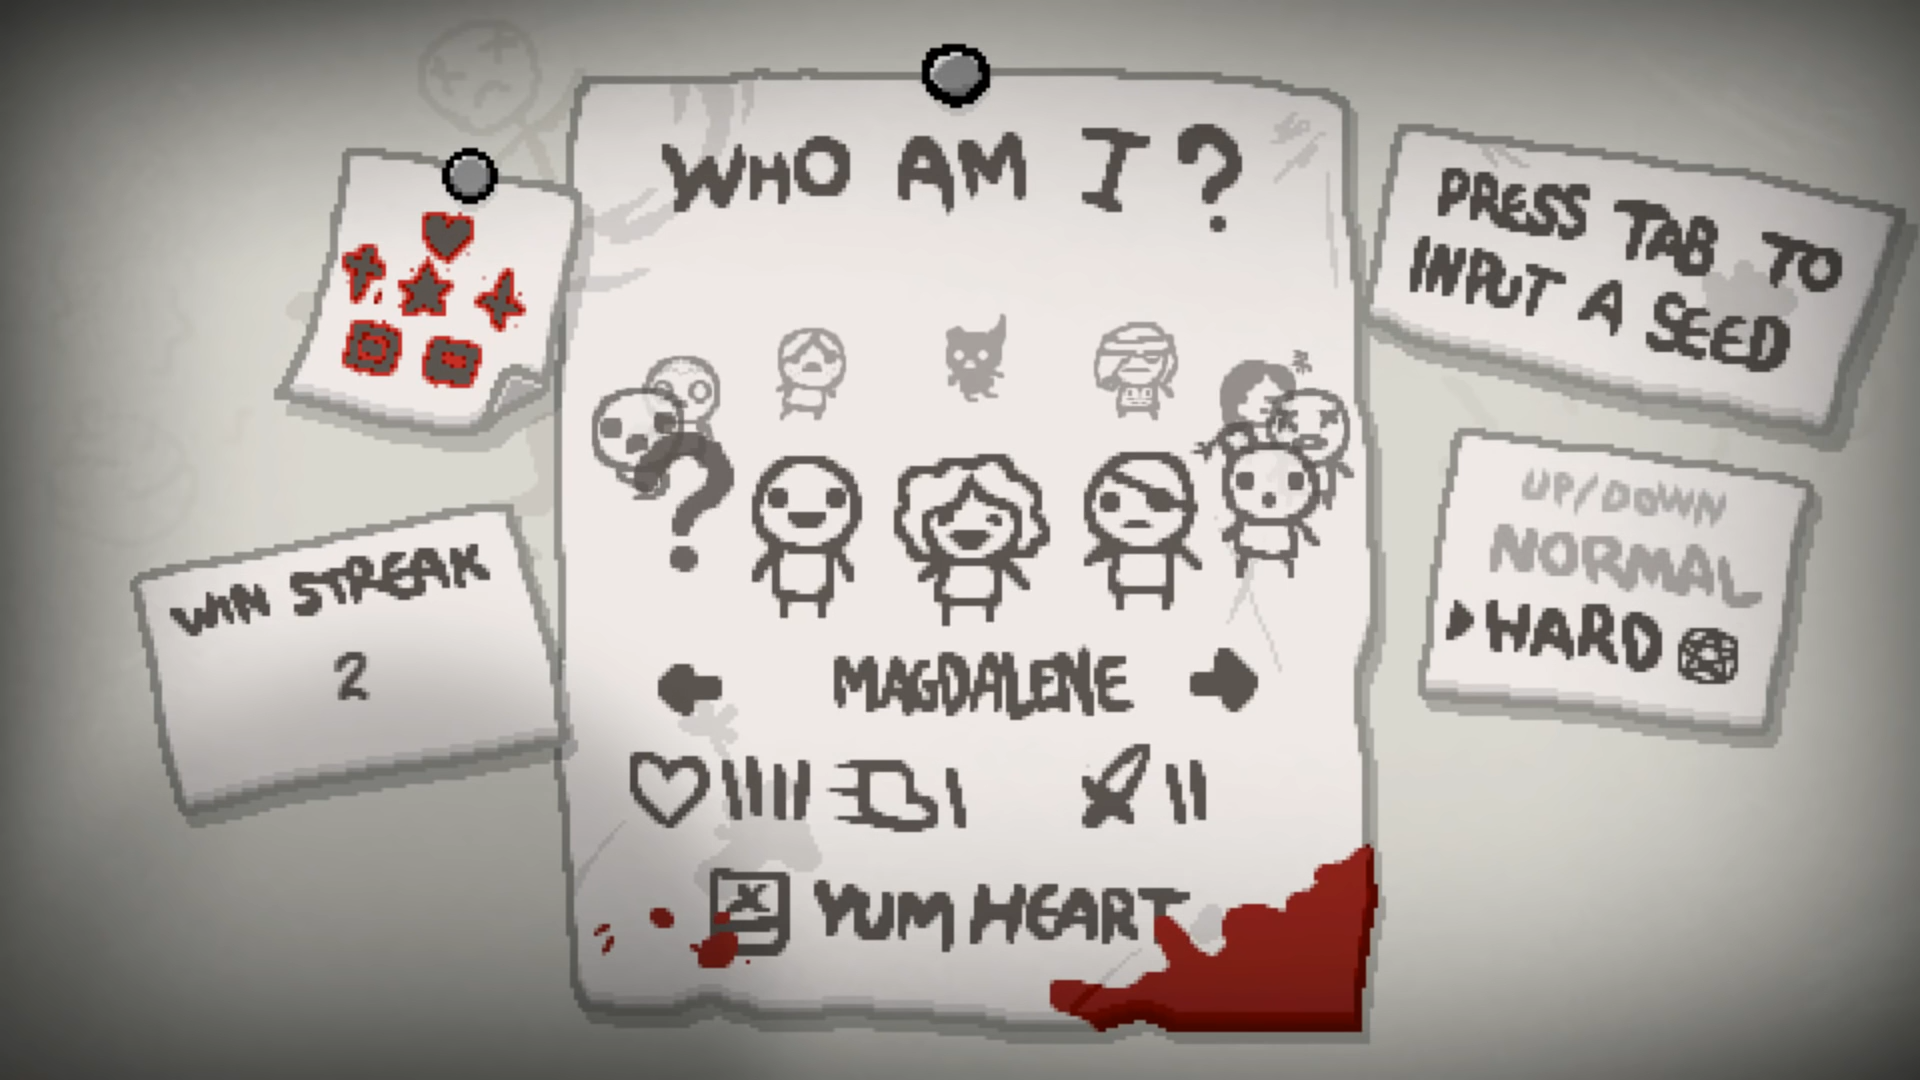 WHO AM I?
PRESS TAB TO
INPUT A SEED
WIN STREAK
2
UP/DOWN
NORMAL
HARD
MAGDALENE
YUM HEART